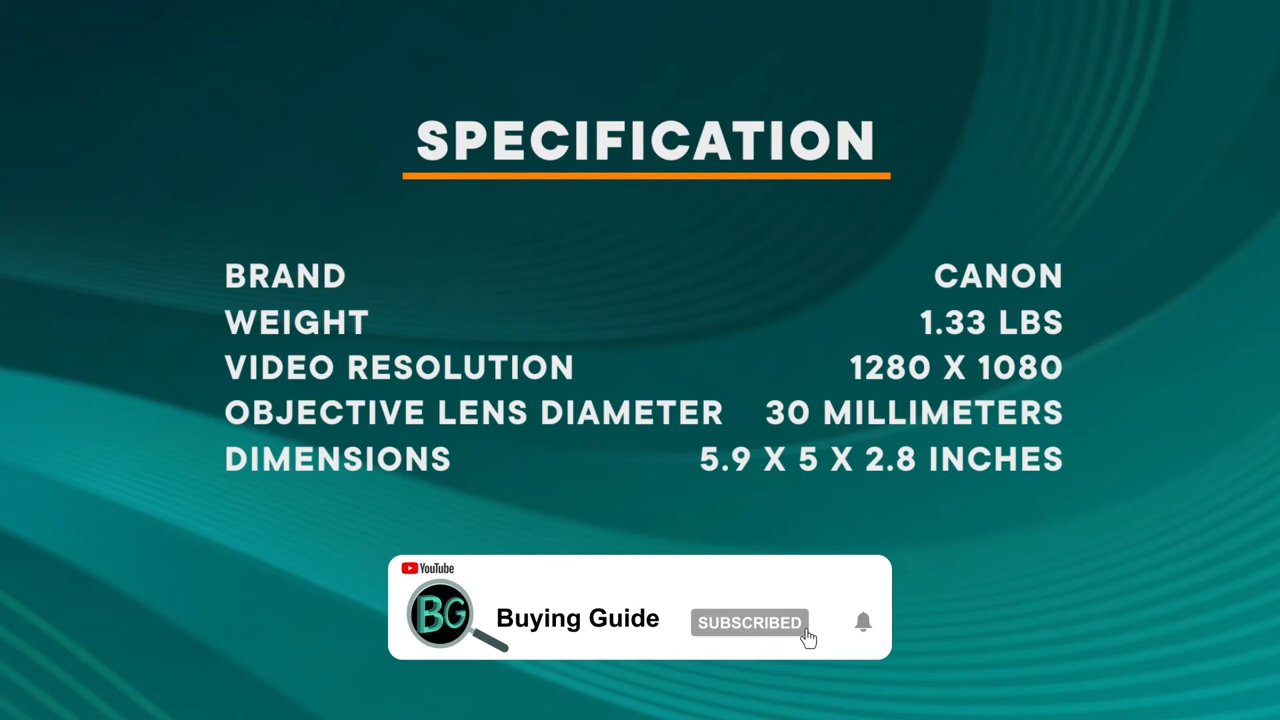 SPECIFICATION
BRAND CANON
WEIGHT 1.33 LBS
VIDEO RESOLUTION 1280 X 1080
OBJECTIVE LENS DIAMETER 30 MILLIMETERS
DIMENSIONS 5.9 X 5 X 2.8 INCHES
YouTube
BG Buying Guide SUBSCRIBED